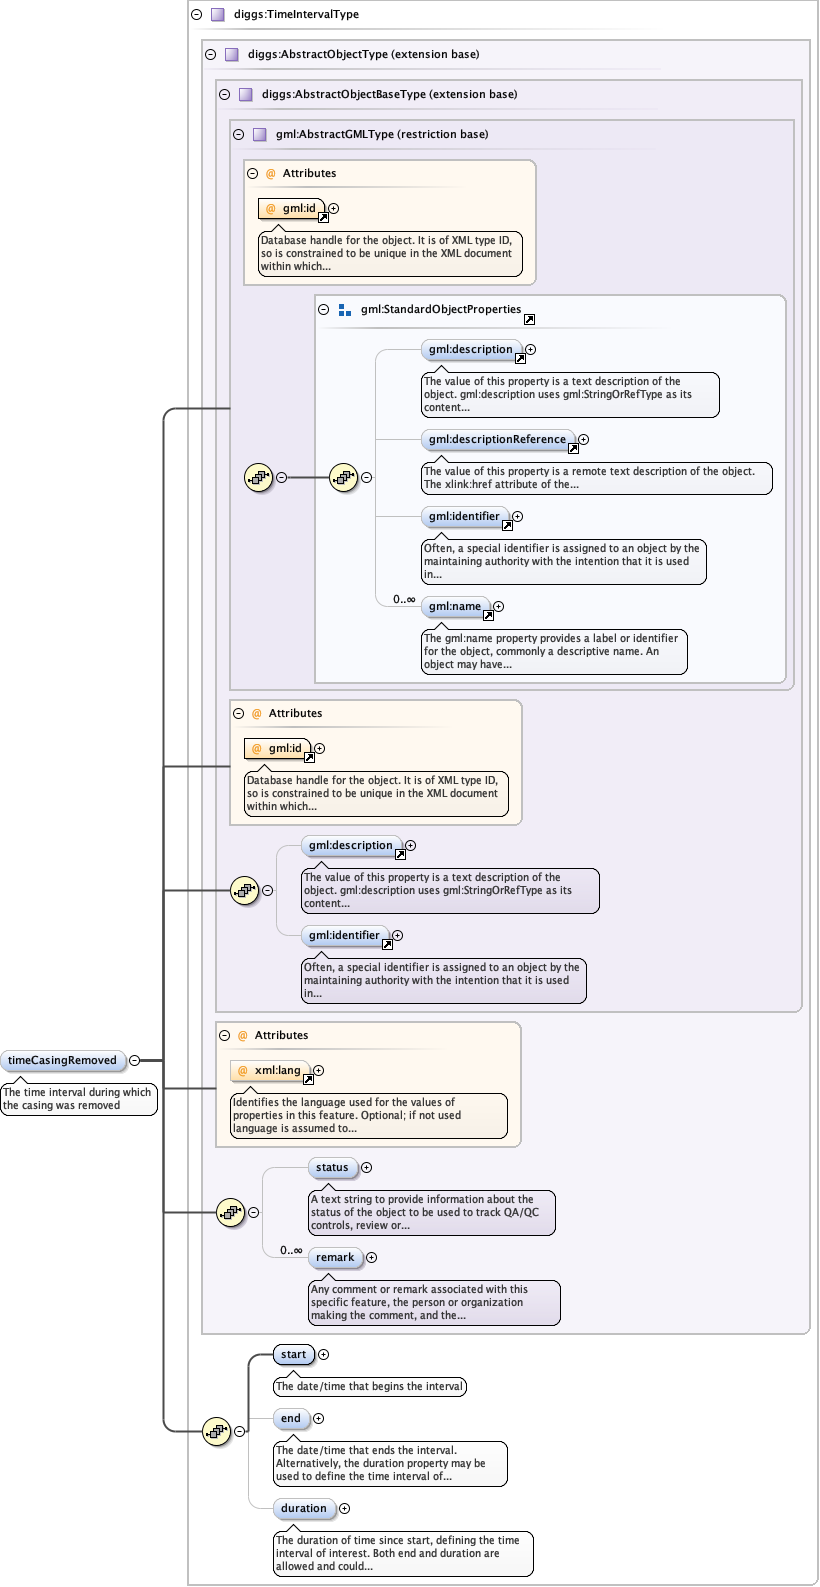 diggs:TimeIntervalType
diggs:AbstractObjectType (extension base)
diggs:AbstractObjectBaseType (extension base)
gml:AbstractGMLType (restriction base)
@ Attributes
@ gml:id
Database handle for the object. It is of XML type ID,
so is constrained to be unique in the XML document
within which...
gml:StandardObjectProperties
gml:description
The value of this property is a text description of the
object. gml:description uses gml:StringOrRefType as its
content...
gml:descriptionReference
The value of this property is a remote text description of the object.
The xlink:href attribute of the...
gml:identifier
Often, a special identifier is assigned to an object by the
maintaining authority with the intention that it is used
in...
0..∞
gml:name
The gml:name property provides a label or identifier
for the object, commonly a descriptive name. An
object may have...
@ Attributes
@ gml:id
Database handle for the object. It is of XML type ID,
so is constrained to be unique in the XML document
within which...
gml:description
The value of this property is a text description of the
object. gml:description uses gml:StringOrRefType as its
content...
gml:identifier
Often, a special identifier is assigned to an object by the
maintaining authority with the intention that it is used
in...
timeCasingRemoved
The time interval during which
the casing was removed
@ Attributes
@ xml:lang
Identifies the language used for the values of
properties in this feature. Optional; if not used
language is assumed to...
status
A text string to provide information about the
status of the object to be used to track QA/QC
controls, review or...
0..∞
remark
Any comment or remark associated with this
specific feature, the person or organization
making the comment, and the...
start
The date/time that begins the interval
end
The date/time that ends the interval.
Alternatively, the duration property may be
used to define the time interval of...
duration
The duration of time since start, defining the time
interval of interest. Both end and duration are
allowed and could...